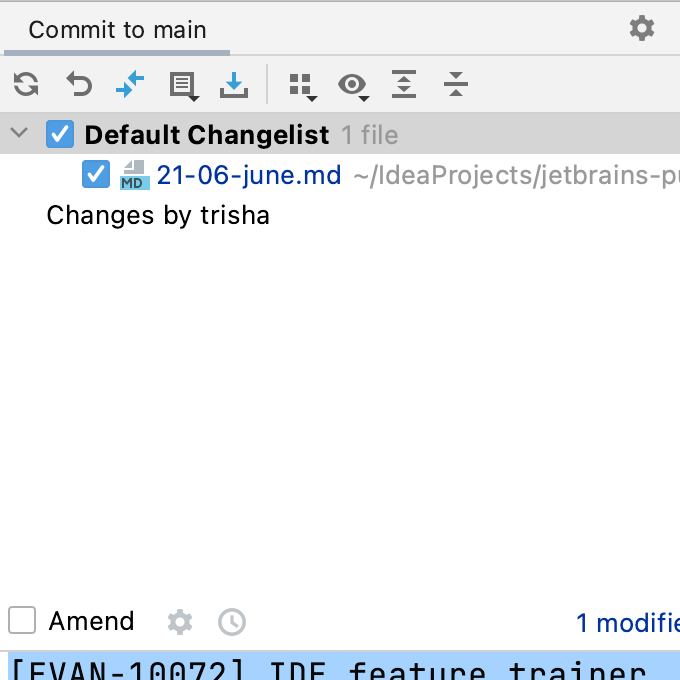 Commit to main
Default Changelist 1 file
MD 21-06-june.md ~/IdeaProjects/jetbrains-pu
Changes by trisha
Amend
1 modifie
[EVAN-10072] IDE feature trainer